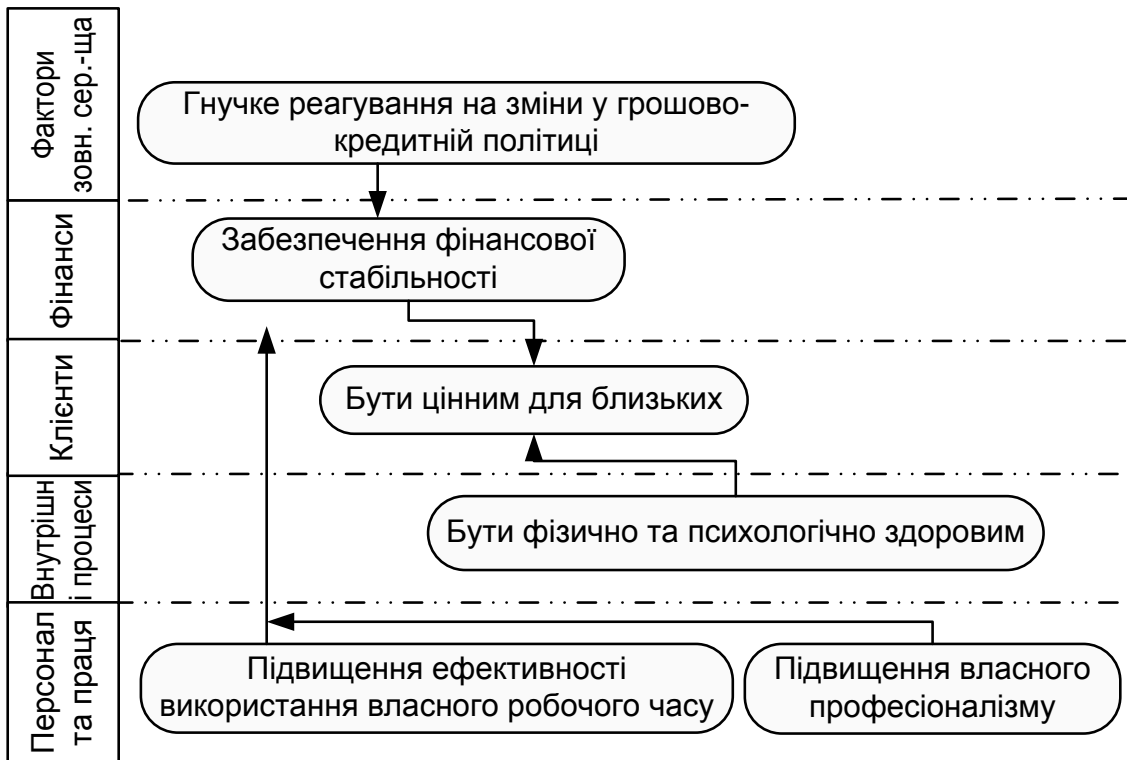 Фактори
зовн. сер.-ща
Гнучке реагування на зміни у грошово-
кредитній політиці
Фінанси
Забезпечення фінансової
стабільності
Клієнти
Бути цінним для близьких
Внутрішн
і процеси
Бути фізично та психологічно здоровим
Персонал
та праця
Підвищення ефективності
використання власного робочого часу
Підвищення власного
професіоналізму